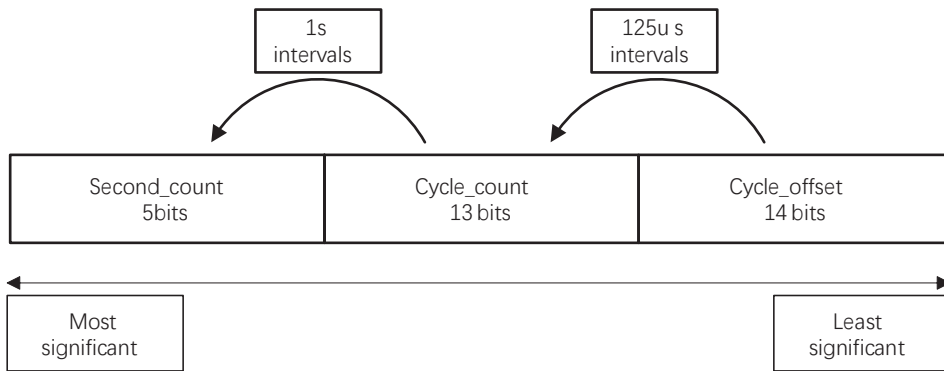 1s
intervals
125u s
intervals
Second_count
5bits
Cycle_count
13 bits
Cycle_offset
14 bits
Most
significant
Least
significant